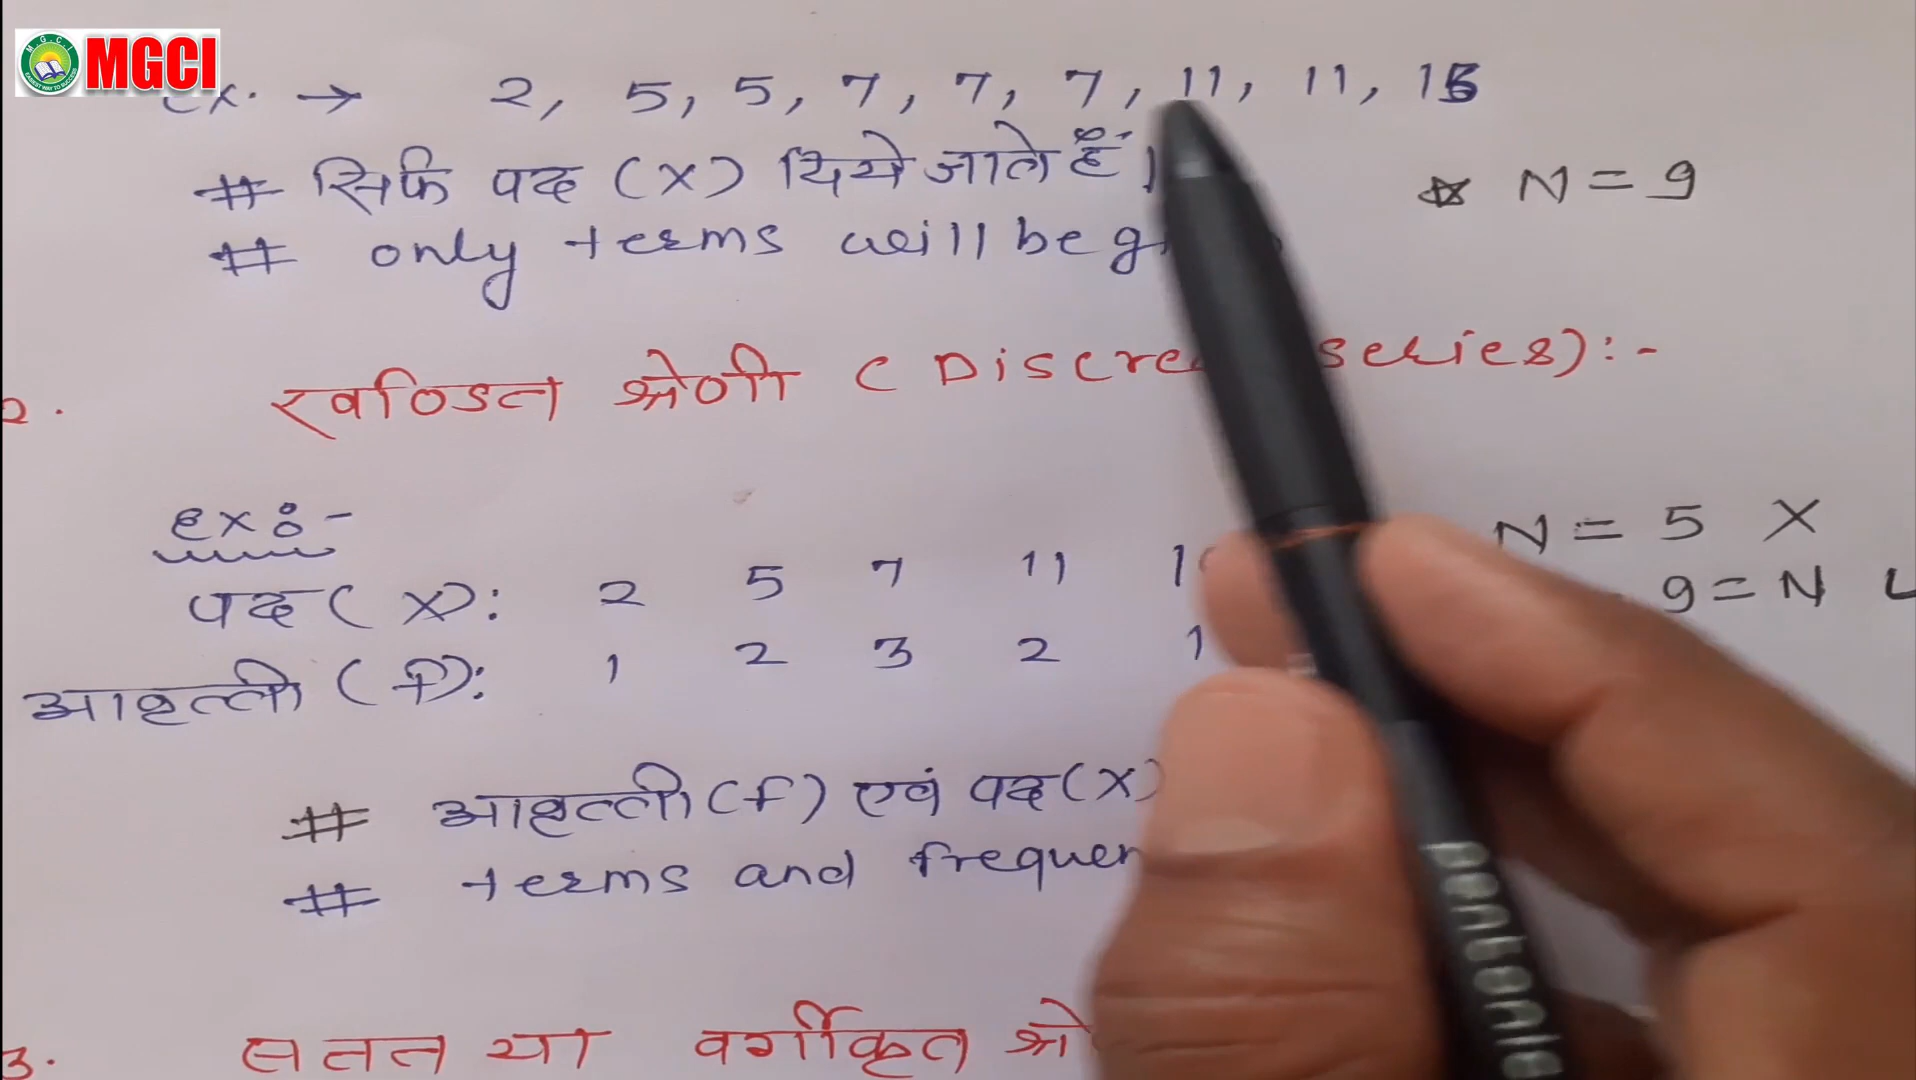 MGCI
ex. → 2, 5, 5, 7, 7, 7, 11, 11, 15
# सिर्फ पद (x) दिये जाते हैं।
N = 9
# only terms will be
2. खण्डित श्रेणी (Discre series):-
ex:-
N = 5 X
पद (x): 2 5 7 11
9 = N
आवृत्ती (f): 1 2 3 2 1
# आवृत्ती (f) एवं पद (x)
# terms and
3. सतत या वर्गीकृत
pentonic